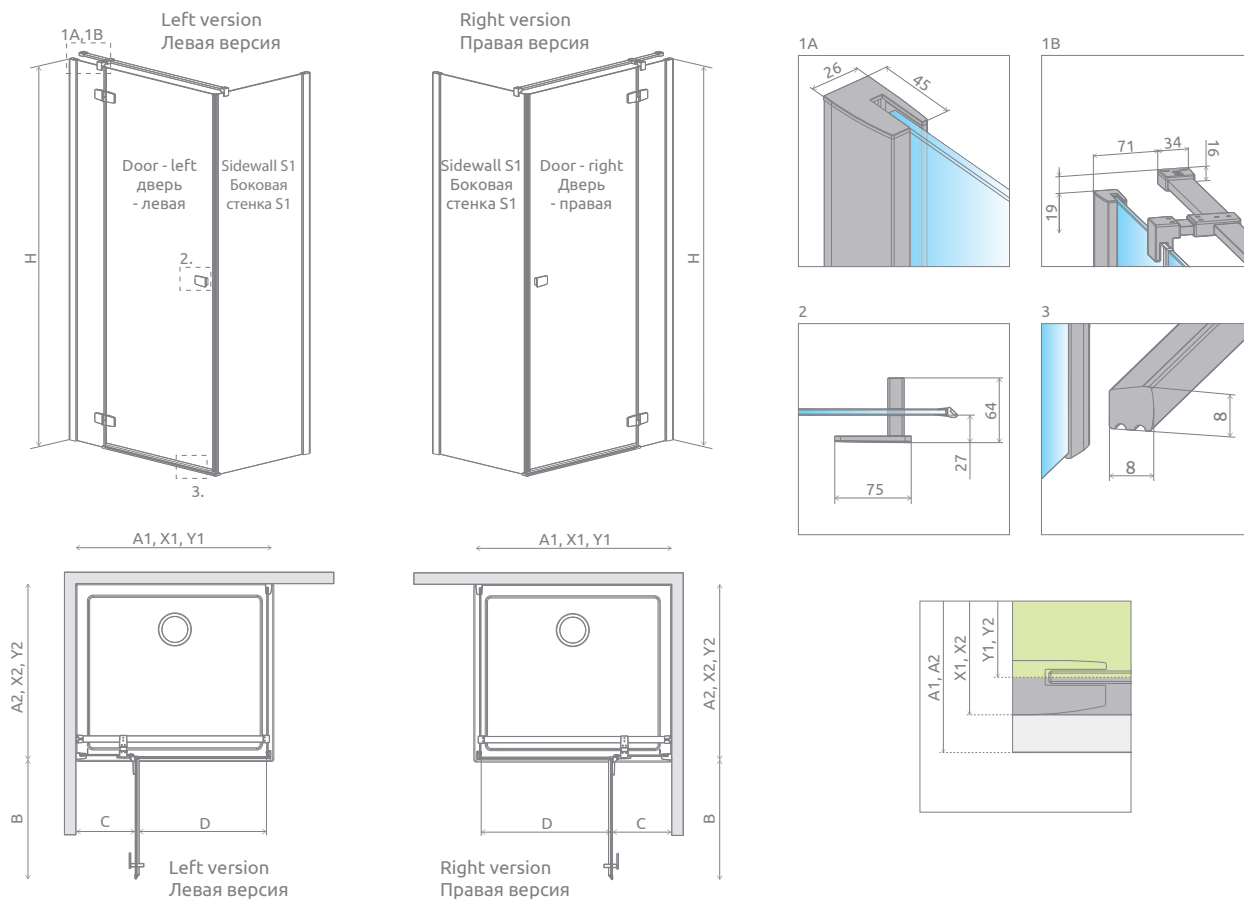 Left version
Левая версия
1A,1B
H
Door - left
дверь
- левая
Sidewall S1
Боковая
стенка S1
2.
3.
Right version
Правая версия
Sidewall S1
Боковая
стенка S1
Door - right
Дверь
- правая
H
1A
26
45
1B
71
34
16
19
2
64
27
75
3
8
8
A1, X1, Y1
A2, X2, Y2
B
C
D
Left version
Левая версия
A1, X1, Y1
A2, X2, Y2
B
D
C
Right version
Правая версия
A1, A2
X1, X2
Y1, Y2